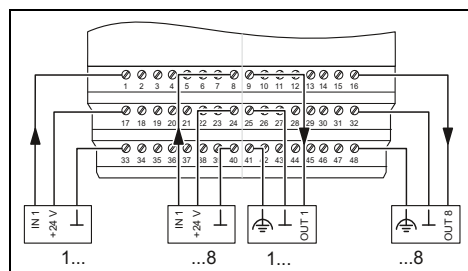 1 2 3 4 5 6 7 8 9 10 11 12 13 14 15 16
17 18 19 20 21 22 23 24 25 26 27 28 29 30 31 32
33 34 35 36 37 38 39 40 41 42 43 44 45 46 47 48
IN 1 +24 V IN 1 +24 V OUT 1 OUT 8
1... ...8 1... ...8